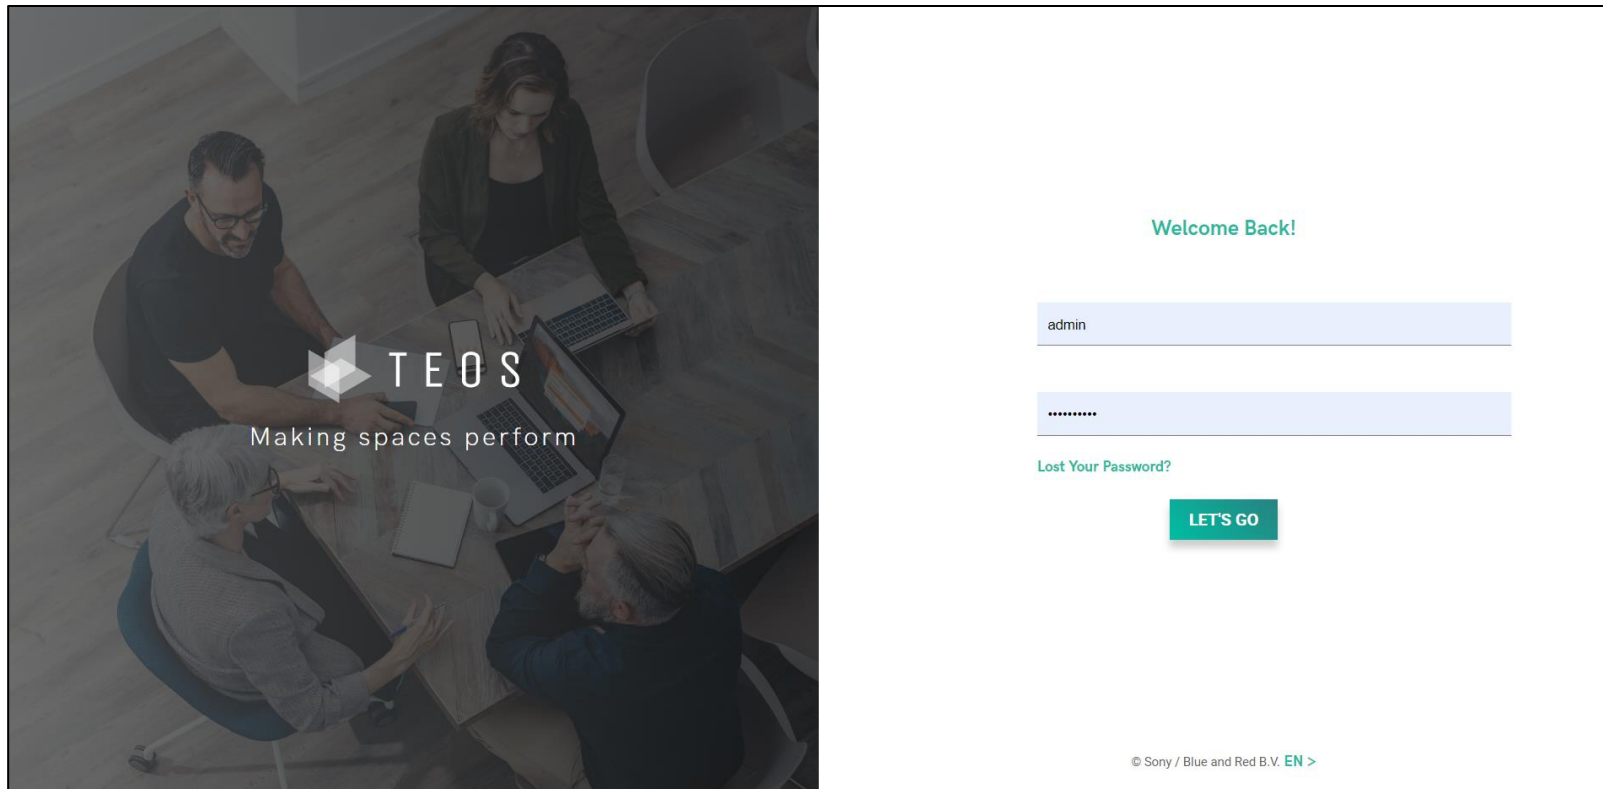 TEOS
Making spaces perform
Welcome Back!
admin
••••••••••
Lost Your Password?
LET'S GO
© Sony / Blue and Red B.V. EN >